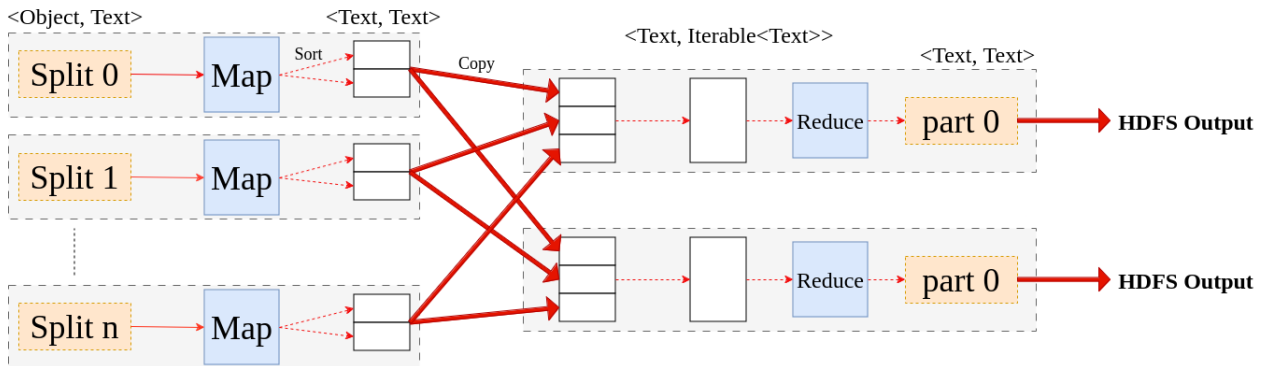 <Object, Text>
<Text, Text>
<Text, Iterable<Text>>
<Text, Text>
Split 0
Map
Sort
Copy
Reduce
part 0
HDFS Output
Split 1
Map
Split n
Map
Reduce
part 0
HDFS Output